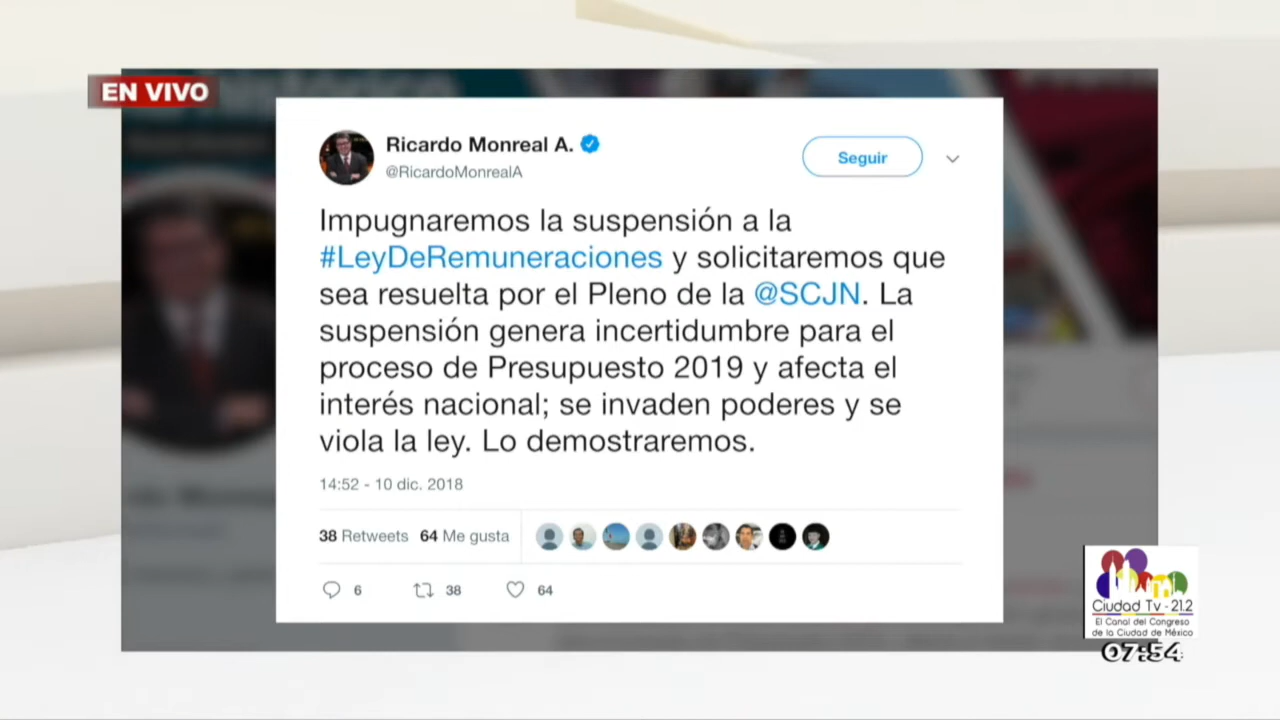 EN VIVO
Ricardo Monreal A.
@RicardoMonrealA
Seguir
Impugnaremos la suspensión a la
#LeyDeRemuneraciones y solicitaremos que
sea resuelta por el Pleno de la @SCJN. La
suspensión genera incertidumbre para el
proceso de Presupuesto 2019 y afecta el
interés nacional; se invaden poderes y se
viola la ley. Lo demostraremos.
14:52 - 10 dic. 2018
38 Retweets 64 Me gusta
6 38 64
Ciudad Tv - 21.2
El Canal del Congreso
de la Ciudad de México
07:54